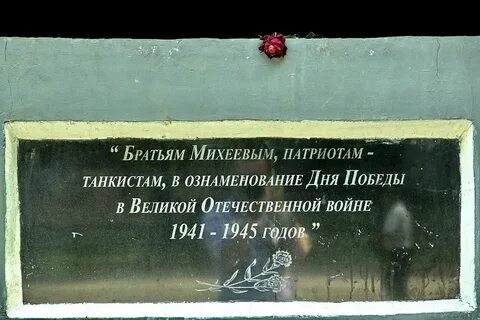 “ Братьям Михеевым, патриотам -
танкистам, в ознаменование Дня Победы
в Великой Отечественной войне
1941 - 1945 годов ”